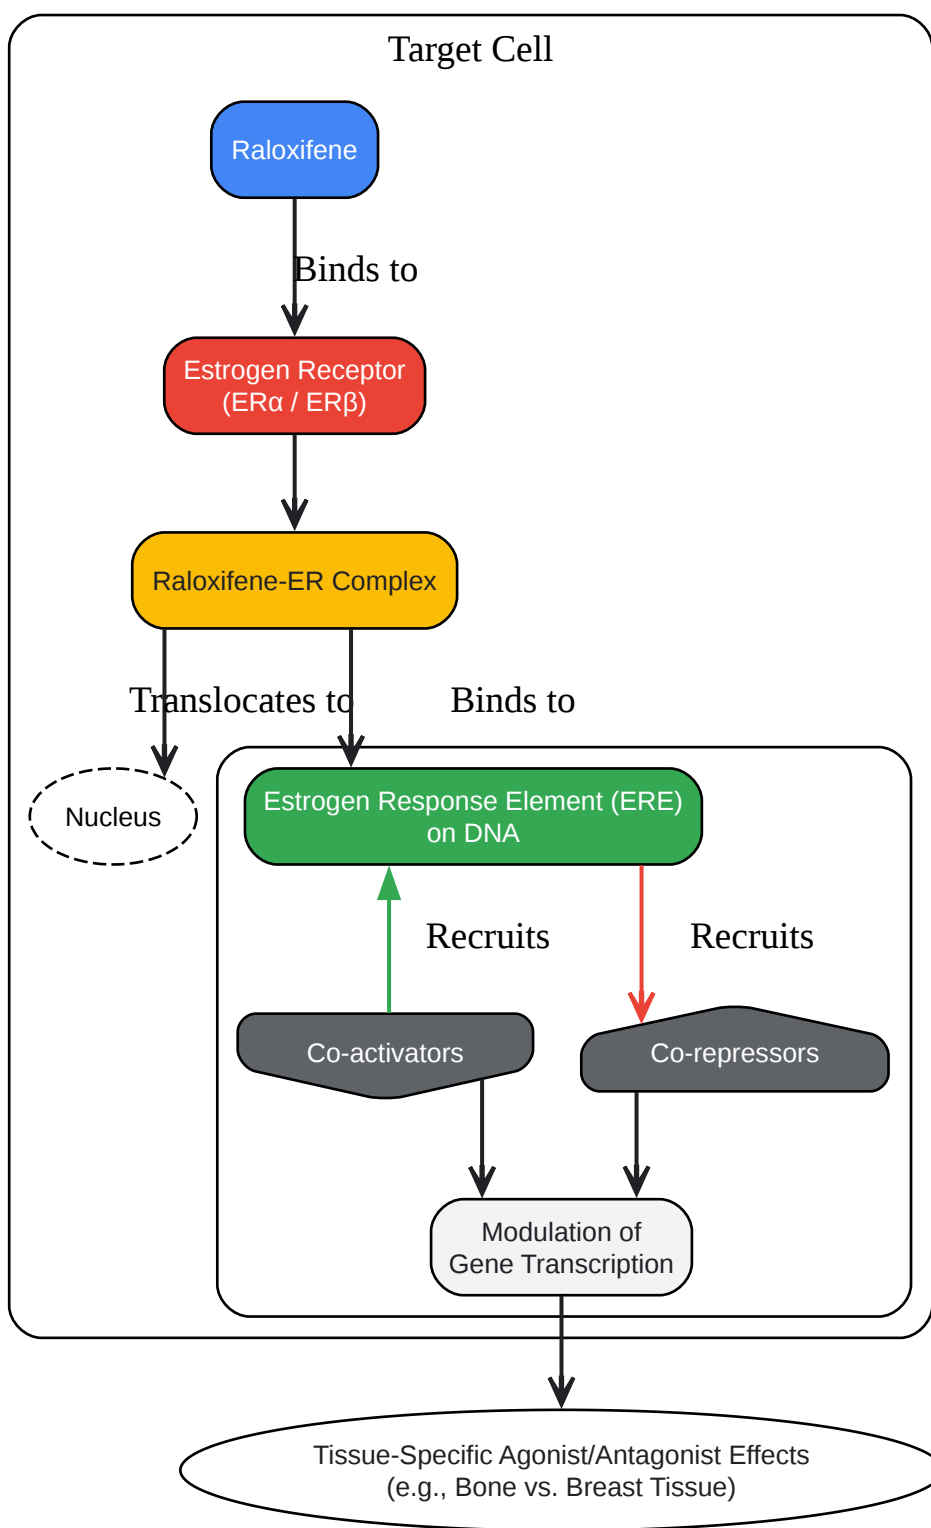 Target Cell
Raloxifene
Binds to
Estrogen Receptor
(ERα / ERβ)
Raloxifene-ER Complex
Translocates to
Binds to
Nucleus
Estrogen Response Element (ERE)
on DNA
Recruits
Recruits
Co-activators
Co-repressors
Modulation of
Gene Transcription
Tissue-Specific Agonist/Antagonist Effects
(e.g., Bone vs. Breast Tissue)